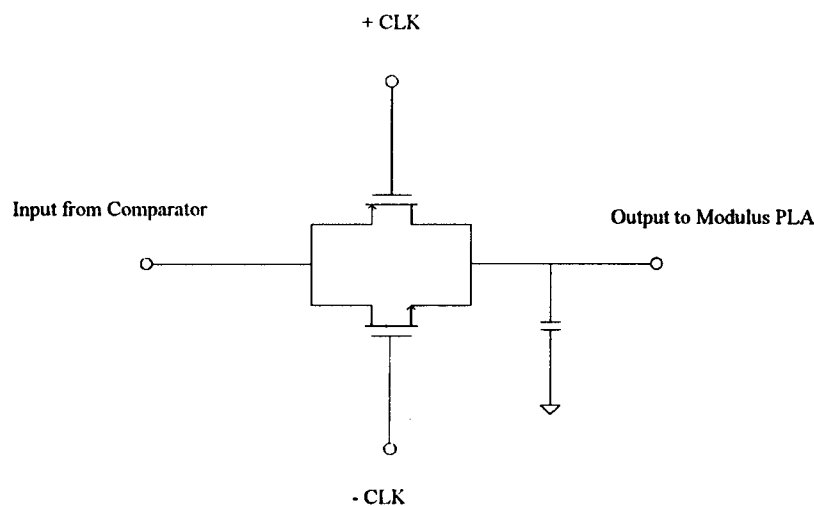 + CLK
Input from Comparator
Output to Modulus PLA
- CLK